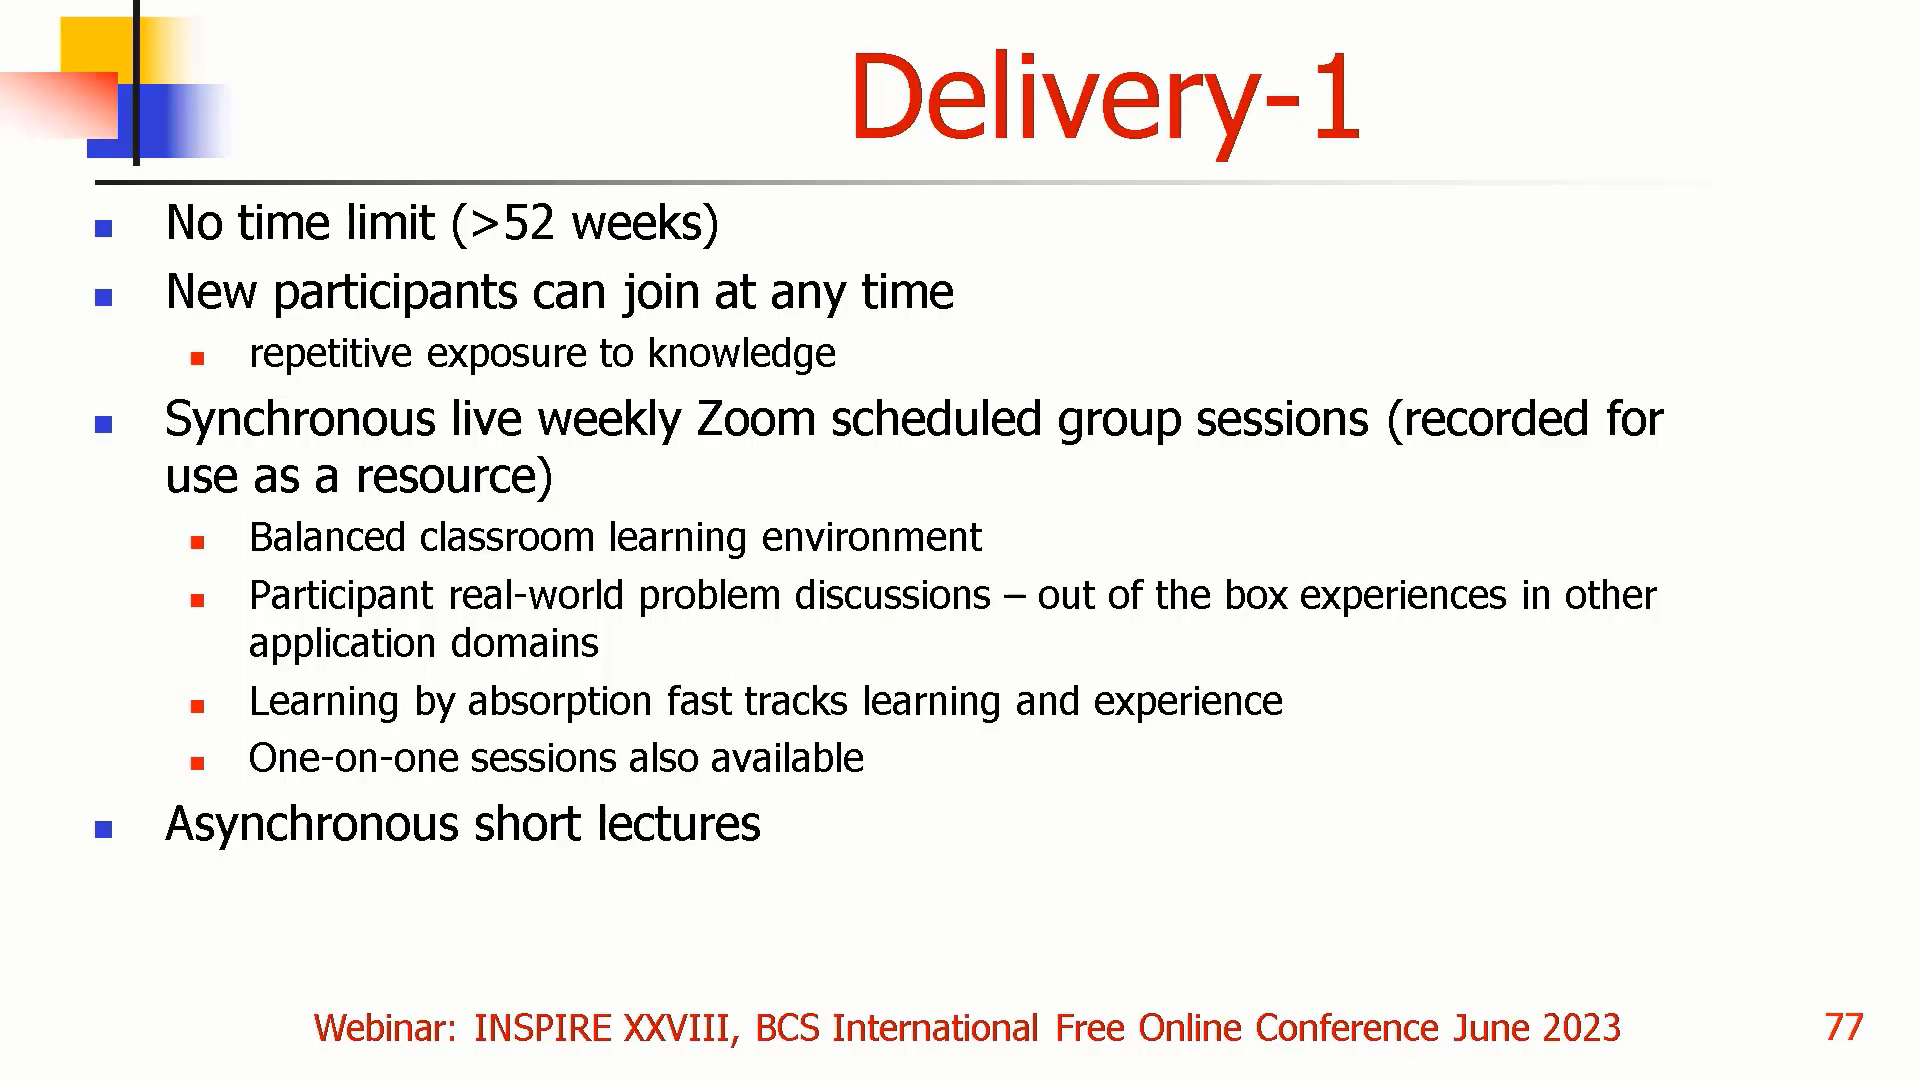 Delivery-1
No time limit (>52 weeks)
New participants can join at any time
repetitive exposure to knowledge
Synchronous live weekly Zoom scheduled group sessions (recorded for
use as a resource)
Balanced classroom learning environment
Participant real-world problem discussions – out of the box experiences in other
application domains
Learning by absorption fast tracks learning and experience
One-on-one sessions also available
Asynchronous short lectures
Webinar: INSPIRE XXVIII, BCS International Free Online Conference June 2023
77